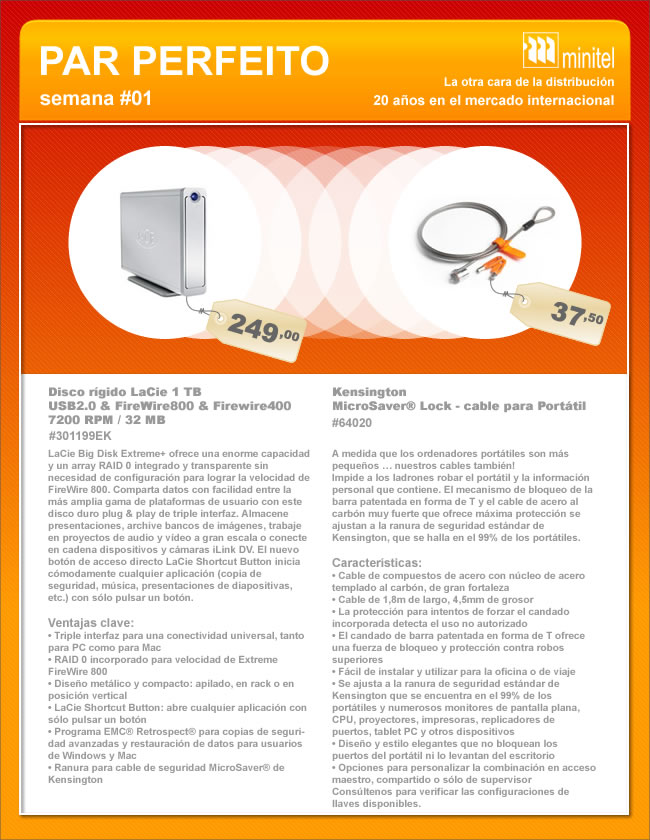 PAR PERFEITO
semana #01
minitel
La otra cara de la distribución
20 años en el mercado internacional
249,00
37,50
Disco rígido LaCie 1 TB
USB2.0 & FireWire800 & Firewire400
7200 RPM / 32 MB
#301199EK
LaCie Big Disk Extreme+ ofrece una enorme capacidad
y un array RAID 0 integrado y transparente sin
necesidad de configuración para lograr la velocidad de
FireWire 800. Comparta datos con facilidad entre la
más amplia gama de plataformas de usuario con este
disco duro plug & play de triple interfaz. Almacene
presentaciones, archive bancos de imágenes, trabaje
en proyectos de audio y vídeo a gran escala o conecte
en cadena dispositivos y cámaras iLink DV. El nuevo
botón de acceso directo LaCie Shortcut Button inicia
cómodamente cualquier aplicación (copia de
seguridad, música, presentaciones de diapositivas,
etc.) con sólo pulsar un botón.
Ventajas clave:
• Triple interfaz para una conectividad universal, tanto
para PC como para Mac
• RAID 0 incorporado para velocidad de Extreme
FireWire 800
• Diseño metálico y compacto: apilado, en rack o en
posición vertical
• LaCie Shortcut Button: abre cualquier aplicación con
sólo pulsar un botón
• Programa EMC® Retrospect® para copias de seguri-
dad avanzadas y restauración de datos para usuarios
de Windows y Mac
• Ranura para cable de seguridad MicroSaver® de
Kensington
Kensington
MicroSaver® Lock - cable para Portátil
#64020
A medida que los ordenadores portátiles son más
pequeños ... nuestros cables también!
Impide a los ladrones robar el portátil y la información
personal que contiene. El mecanismo de bloqueo de la
barra patentada en forma de T y el cable de acero al
carbón muy fuerte que ofrece máxima protección se
ajustan a la ranura de seguridad estándar de
Kensington, que se halla en el 99% de los portátiles.
Caracteristicas:
• Cable de compuestos de acero con núcleo de acero
templado al carbón, de gran fortaleza
• Cable de 1,8m de largo, 4,5mm de grosor
• La protección para intentos de forzar el candado
incorporada detecta el uso no autorizado
• El candado de barra patentada en forma de T ofrece
una fuerza de bloqueo y protección contra robos
superiores
• Fácil de instalar y utilizar para la oficina o de viaje
• Se ajusta a la ranura de seguridad estándar de
Kensington que se encuentra en el 99% de los
portátiles y numerosos monitores de pantalla plana,
CPU, proyectores, impresoras, replicadores de
puertos, tablet PC y otros dispositivos
• Diseño y estilo elegantes que no bloquean los
puertos del portátil ni lo levantan del escritorio
• Opciones para personalizar la combinación en acceso
maestro, compartido o sólo de supervisor
Consúltenos para verificar las configuraciones de
llaves disponibles.